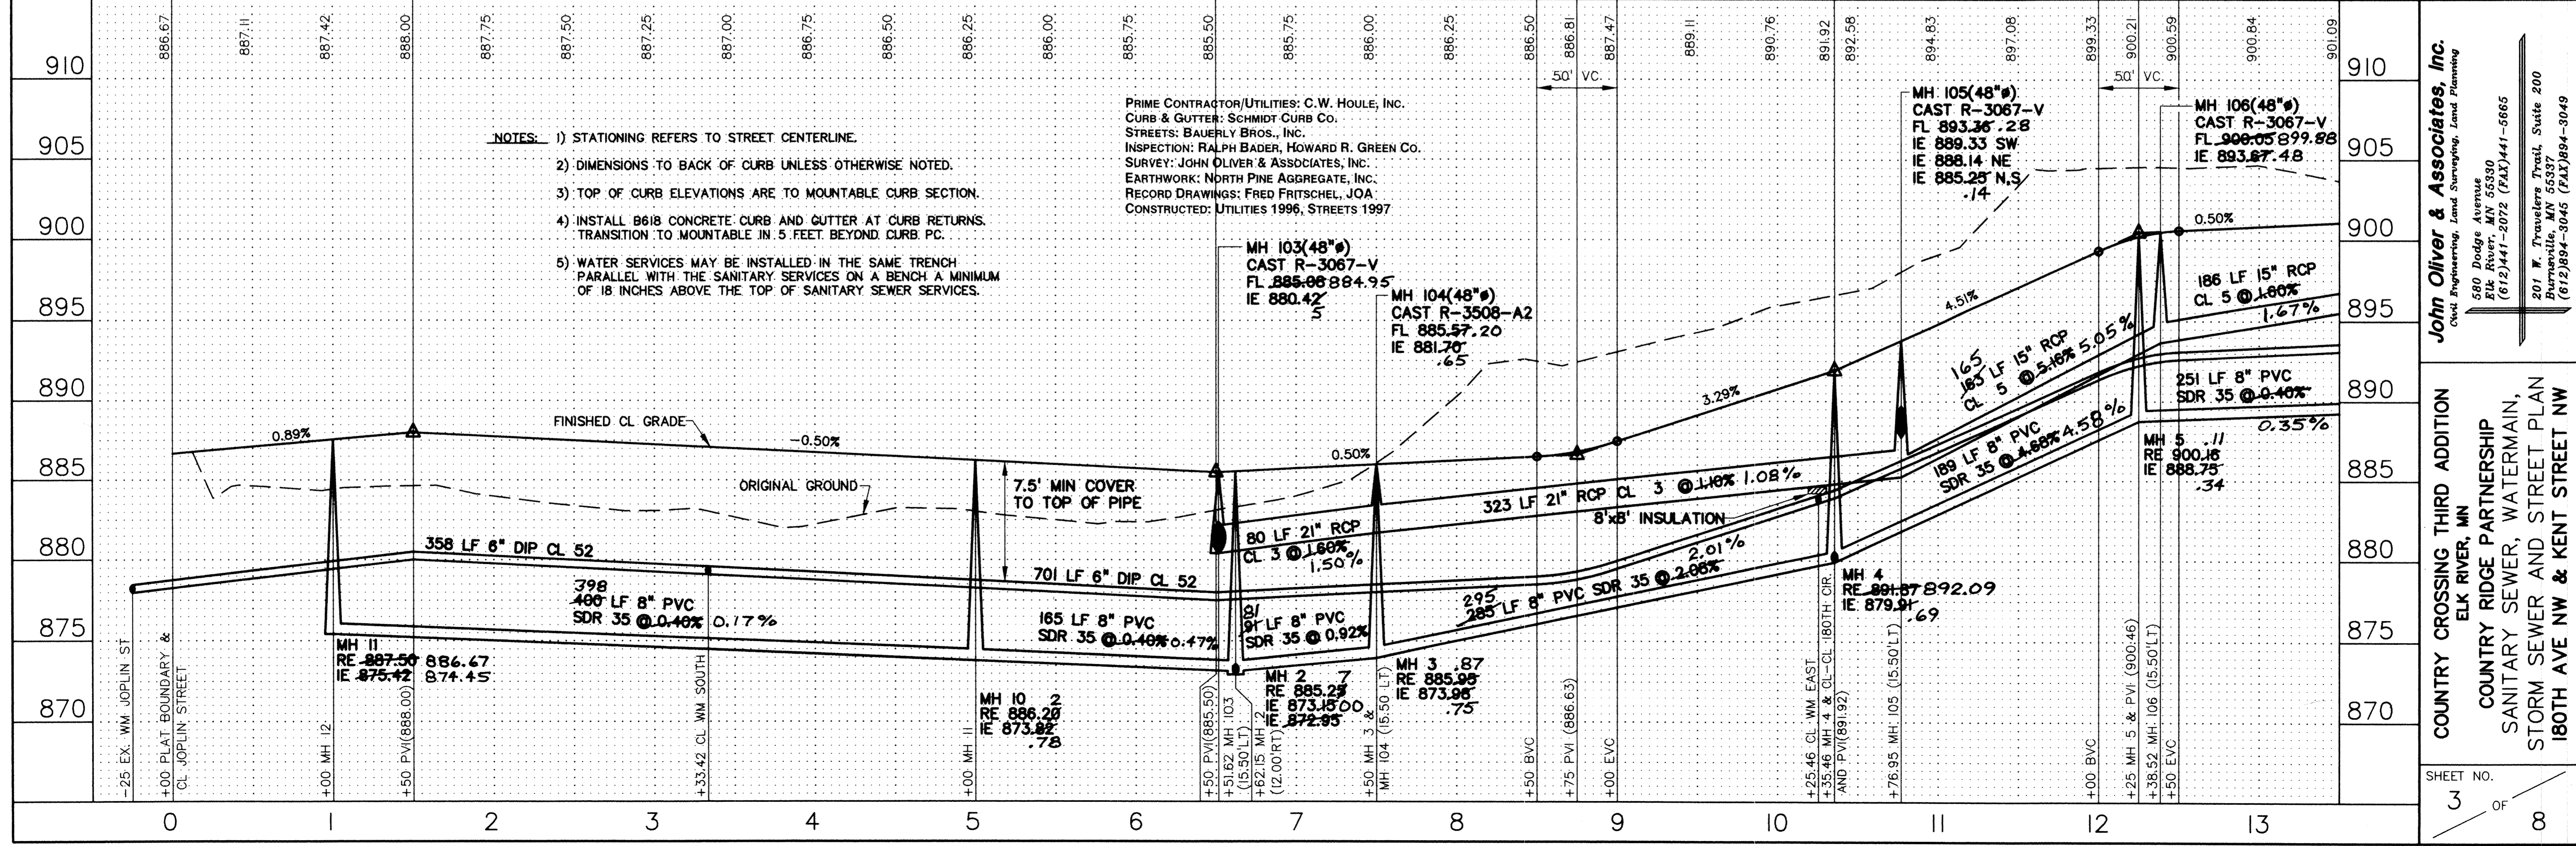 886.67
887.11
887.42
888.00
887.75
887.50
887.25
887.00
886.75
886.50
886.25
886.00
885.75
885.50
885.75
886.00
886.25
886.50
886.81
887.47
889.11
890.76
891.92
892.58
894.83
897.08
899.33
900.21
900.59
900.84
901.09
50' VC
50' VC
910
905
900
895
890
885
880
875
870
910
905
900
895
890
885
880
875
870
NOTES: 1) STATIONING REFERS TO STREET CENTERLINE.
2) DIMENSIONS TO BACK OF CURB UNLESS OTHERWISE NOTED.
3) TOP OF CURB ELEVATIONS ARE TO MOUNTABLE CURB SECTION.
4) INSTALL B618 CONCRETE CURB AND GUTTER AT CURB RETURNS.
TRANSITION TO MOUNTABLE IN 5 FEET BEYOND CURB PC.
5) WATER SERVICES MAY BE INSTALLED IN THE SAME TRENCH
PARALLEL WITH THE SANITARY SERVICES ON A BENCH A MINIMUM
OF 18 INCHES ABOVE THE TOP OF SANITARY SEWER SERVICES.
PRIME CONTRACTOR/UTILITIES: C.W. HOULE, INC.
CURB & GUTTER: SCHMIDT CURB CO.
STREETS: BAUERLY BROS., INC.
INSPECTION: RALPH BADER, HOWARD R. GREEN CO.
SURVEY: JOHN OLIVER & ASSOCIATES, INC.
EARTHWORK: NORTH PINE AGGREGATE, INC.
RECORD DRAWINGS: FRED FRITSCHEL, JOA
CONSTRUCTED: UTILITIES 1996, STREETS 1997
MH 103(48"ø)
CAST R-3067-V
FL 885.08 884.95
IE 880.42
5
MH 104(48"ø)
CAST R-3508-A2
FL 885.57 .20
IE 881.70
.65
MH 105(48"ø)
CAST R-3067-V
FL 893.36 .28
IE 889.33 SW
IE 888.14 NE
IE 885.25 N,S
.14
MH 106(48"ø)
CAST R-3067-V
FL 900.05 899.88
IE 893.67 .48
0.89%
FINISHED CL GRADE
-0.50%
ORIGINAL GROUND
7.5' MIN COVER
TO TOP OF PIPE
0.50%
3.29%
4.51%
0.50%
358 LF 6" DIP CL 52
701 LF 6" DIP CL 52
80 LF 21" RCP
CL 3 @ 1.60%
1.50%
323 LF 21" RCP CL 3 @ 1.10% 1.08%
8'x8' INSULATION
165
163 LF 15" RCP
CL 5 @ 5.16% 5.05%
186 LF 15" RCP
CL 5 @ 1.80%
1.67%
398
400 LF 8" PVC
SDR 35 @ 0.40% 0.17%
165 LF 8" PVC
SDR 35 @ 0.40% 0.47%
81
91 LF 8" PVC
SDR 35 @ 0.92%
295
285 LF 8" PVC SDR 35 @ 2.08%
2.01%
189 LF 8" PVC
SDR 35 @ 4.68% 4.58%
251 LF 8" PVC
SDR 35 @ 0.40%
0.35%
MH 11
RE 887.50 886.67
IE 875.42 874.45
MH 10 2
RE 886.20
IE 873.82
.78
MH 2 7
RE 885.25
IE 873.15 00
IE 872.95
MH 3 .87
RE 885.95
IE 873.98
.75
MH 4
RE 891.87 892.09
IE 879.91
.69
MH 5 .11
RE 900.16
IE 888.75
.34
-25 EX. WM JOPLIN ST
+00 PLAT BOUNDARY &
CL JOPLIN STREET
+00 MH 12
+50 PVI(888.00)
+33.42 CL WM SOUTH
+00 MH 11
+50 PVI(885.50)
+51.62 MH 103
(15.50'LT)
+62.15 MH 2
(12.00'RT)
+50 MH 3 &
MH 104 (15.50 LT)
+50 BVC
+75 PVI (886.63)
+00 EVC
+25.46 CL WM EAST
+35.46 MH 4 & CL-CL 180TH CIR.
AND PVI(891.92)
+76.95 MH 105 (15.50'LT)
+00 BVC
+25 MH 5 & PVI (900.46)
+38.52 MH 106 (15.50'LT)
+50 EVC
0 1 2 3 4 5 6 7 8 9 10 11 12 13
John Oliver & Associates, Inc.
Civil Engineering, Land Surveying, Land Planning
580 Dodge Avenue
Elk River, MN 55330
(612)441-2072 (FAX)441-5665
201 W. Travelers Trail, Suite 200
Burnsville, MN 55337
(612)894-3045 (FAX)894-3049
COUNTRY CROSSING THIRD ADDITION
ELK RIVER, MN
COUNTRY RIDGE PARTNERSHIP
SANITARY SEWER, WATERMAN,
STORM SEWER AND STREET PLAN
180TH AVE NW & KENT STREET NW
SHEET NO.
3 OF 8